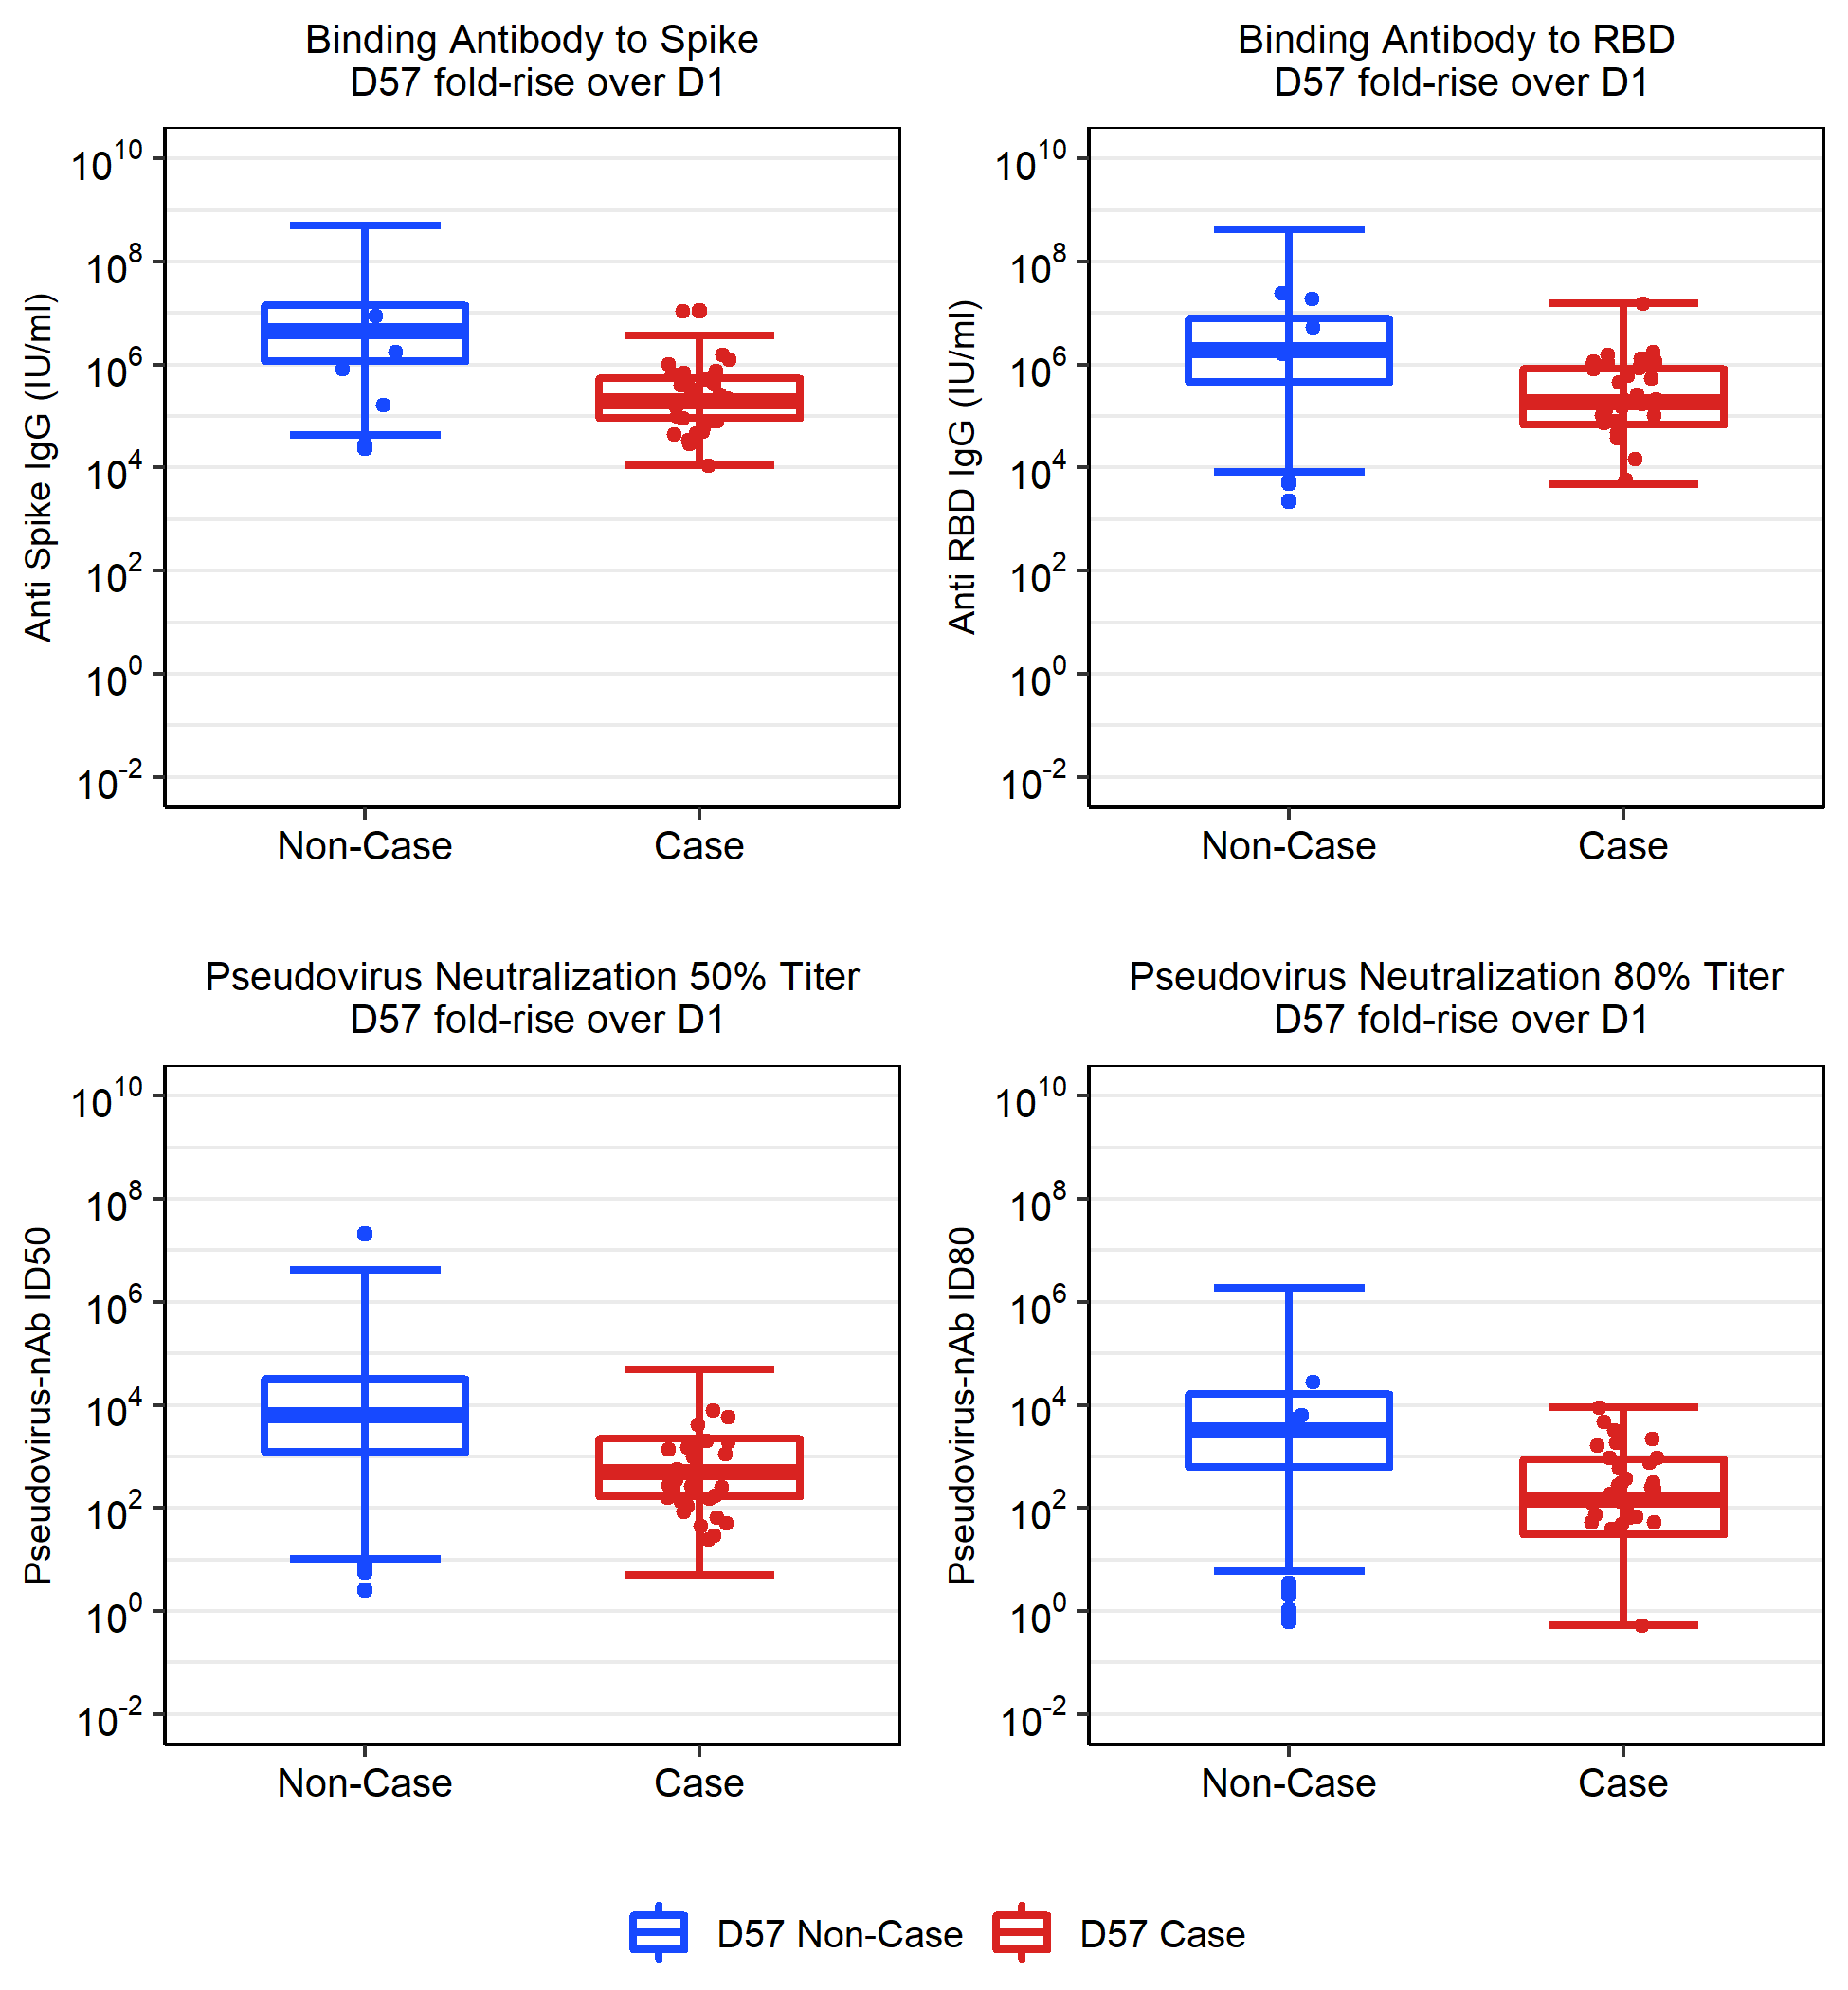 Binding Antibody to Spike
D57 fold-rise over D1
Anti Spike IgG (IU/ml)
10^10
10^8
10^6
10^4
10^2
10^0
10^-2
Non-Case Case
Binding Antibody to RBD
D57 fold-rise over D1
Anti RBD IgG (IU/ml)
10^10
10^8
10^6
10^4
10^2
10^0
10^-2
Non-Case Case
Pseudovirus Neutralization 50% Titer
D57 fold-rise over D1
Pseudovirus-nAb ID50
10^10
10^8
10^6
10^4
10^2
10^0
10^-2
Non-Case Case
Pseudovirus Neutralization 80% Titer
D57 fold-rise over D1
Pseudovirus-nAb ID80
10^10
10^8
10^6
10^4
10^2
10^0
10^-2
Non-Case Case
D57 Non-Case D57 Case